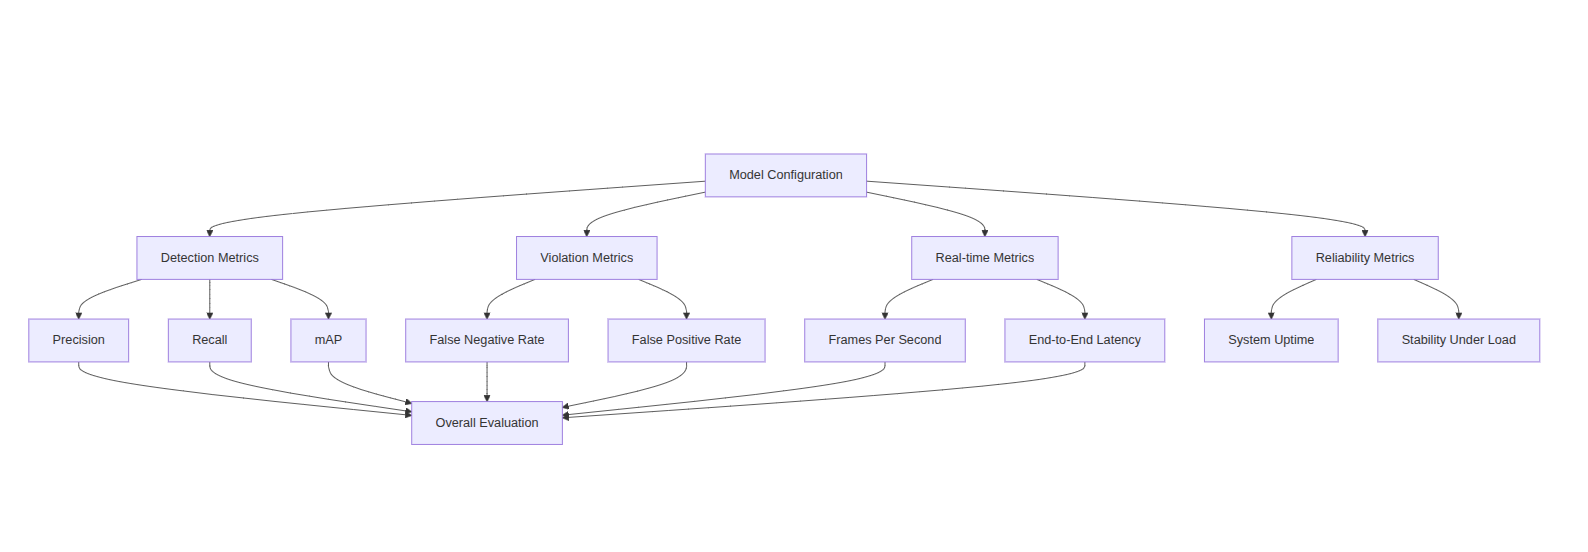 Model Configuration
Detection Metrics
Violation Metrics
Real-time Metrics
Reliability Metrics
Precision
Recall
mAP
False Negative Rate
False Positive Rate
Frames Per Second
End-to-End Latency
System Uptime
Stability Under Load
Overall Evaluation